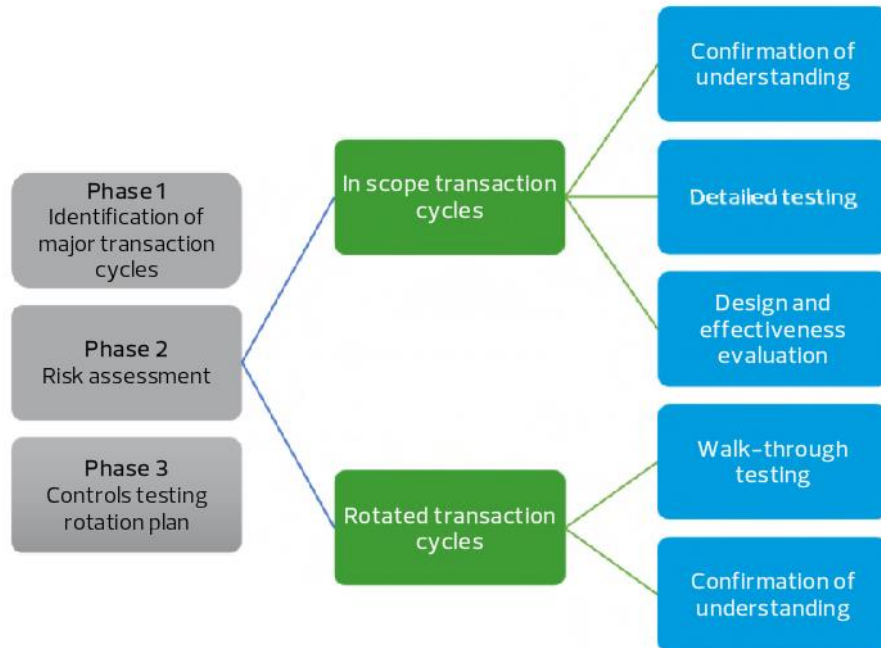 Phase 1
Identification of
major transaction
cycles
Phase 2
Risk assessment
Phase 3
Controls testing
rotation plan
In scope transaction
cycles
Rotated transaction
cycles
Confirmation of
understanding
Detailed testing
Design and
effectiveness
evaluation
Walk-through
testing
Confirmation of
understanding